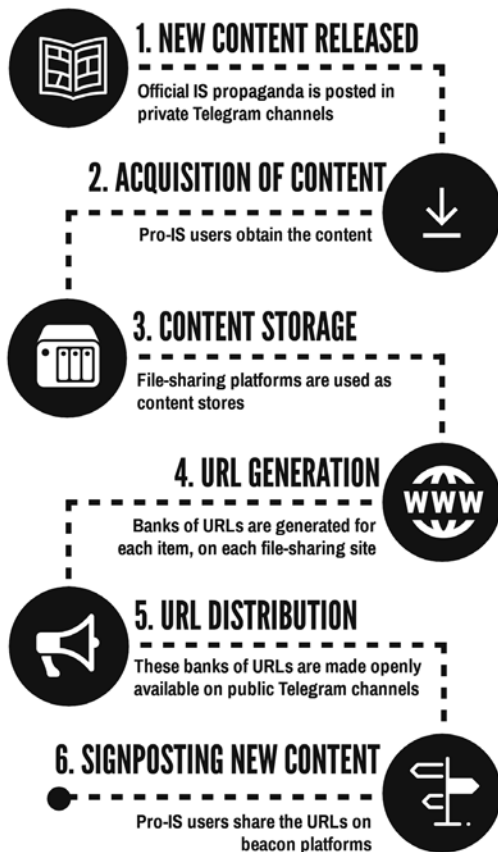 1. NEW CONTENT RELEASED
Official IS propaganda is posted in
private Telegram channels
2. ACQUISITION OF CONTENT
Pro-IS users obtain the content
3. CONTENT STORAGE
File-sharing platforms are used as
content stores
4. URL GENERATION
WWW
Banks of URLs are generated for
each item, on each file-sharing site
5. URL DISTRIBUTION
These banks of URLs are made openly
available on public Telegram channels
6. SIGNPOSTING NEW CONTENT
Pro-IS users share the URLs on
beacon platforms